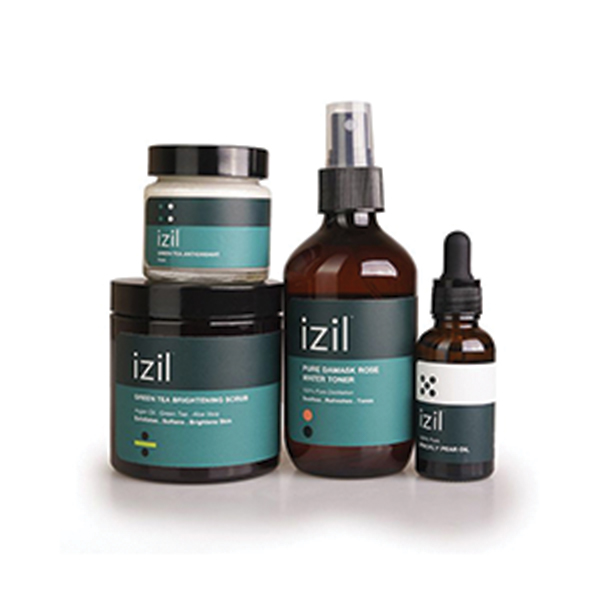 izil
GREEN TEA ANTIOXIDANT
izil
GREEN TEA BRIGHTENING SCRUB
Argan Oil . Green Tea . Aloe Vera
Exfoliates . Softens . Brightens Skin
izil
PURE DAMASK ROSE
WATER TONER
100% Pure Distillation
Soothes . Refreshes . Tones
izil
100% Pure
PRICKLY PEAR OIL